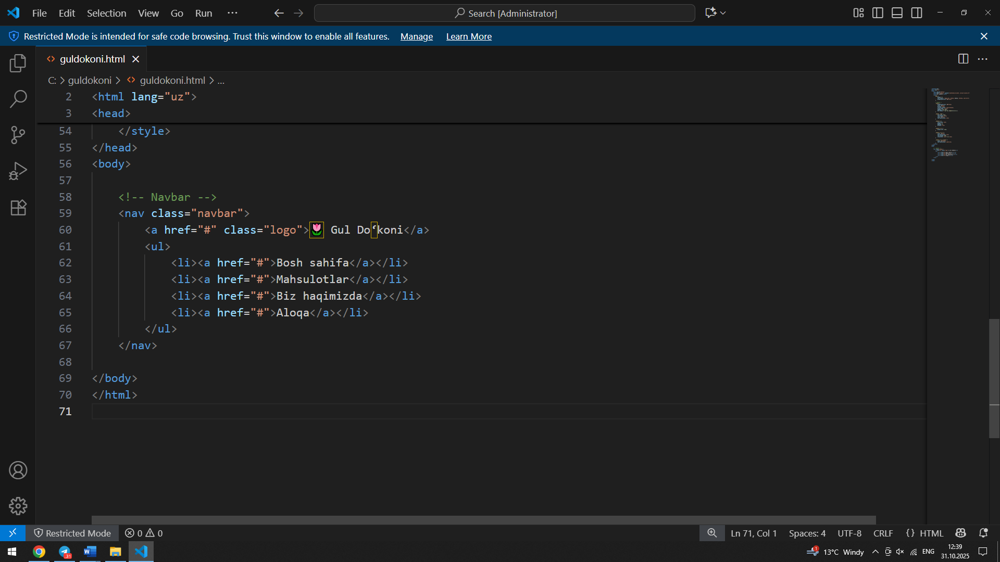 File Edit Selection View Go Run ··· Search [Administrator]
Restricted Mode is intended for safe code browsing. Trust this window to enable all features. Manage Learn More
guldokoni.html
C: > guldokoni > guldokoni.html > ...
2 <html lang="uz">
3 <head>
54 </style>
55 </head>
56 <body>
57
58 <!-- Navbar -->
59 <nav class="navbar">
60 <a href="#" class="logo">🌷 Gul Doʻkoni</a>
61 <ul>
62 <li><a href="#">Bosh sahifa</a></li>
63 <li><a href="#">Mahsulotlar</a></li>
64 <li><a href="#">Biz haqimizda</a></li>
65 <li><a href="#">Aloqa</a></li>
66 </ul>
67 </nav>
68
69 </body>
70 </html>
71
Restricted Mode 0 0 Ln 71, Col 1 Spaces: 4 UTF-8 CRLF {} HTML
31 W 1 13°C Windy ENG 12:39
31.10.2025